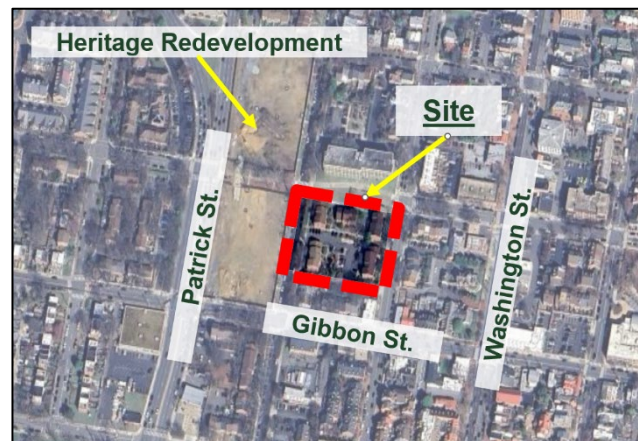 Heritage Redevelopment
Site
Patrick St.
Washington St.
Gibbon St.